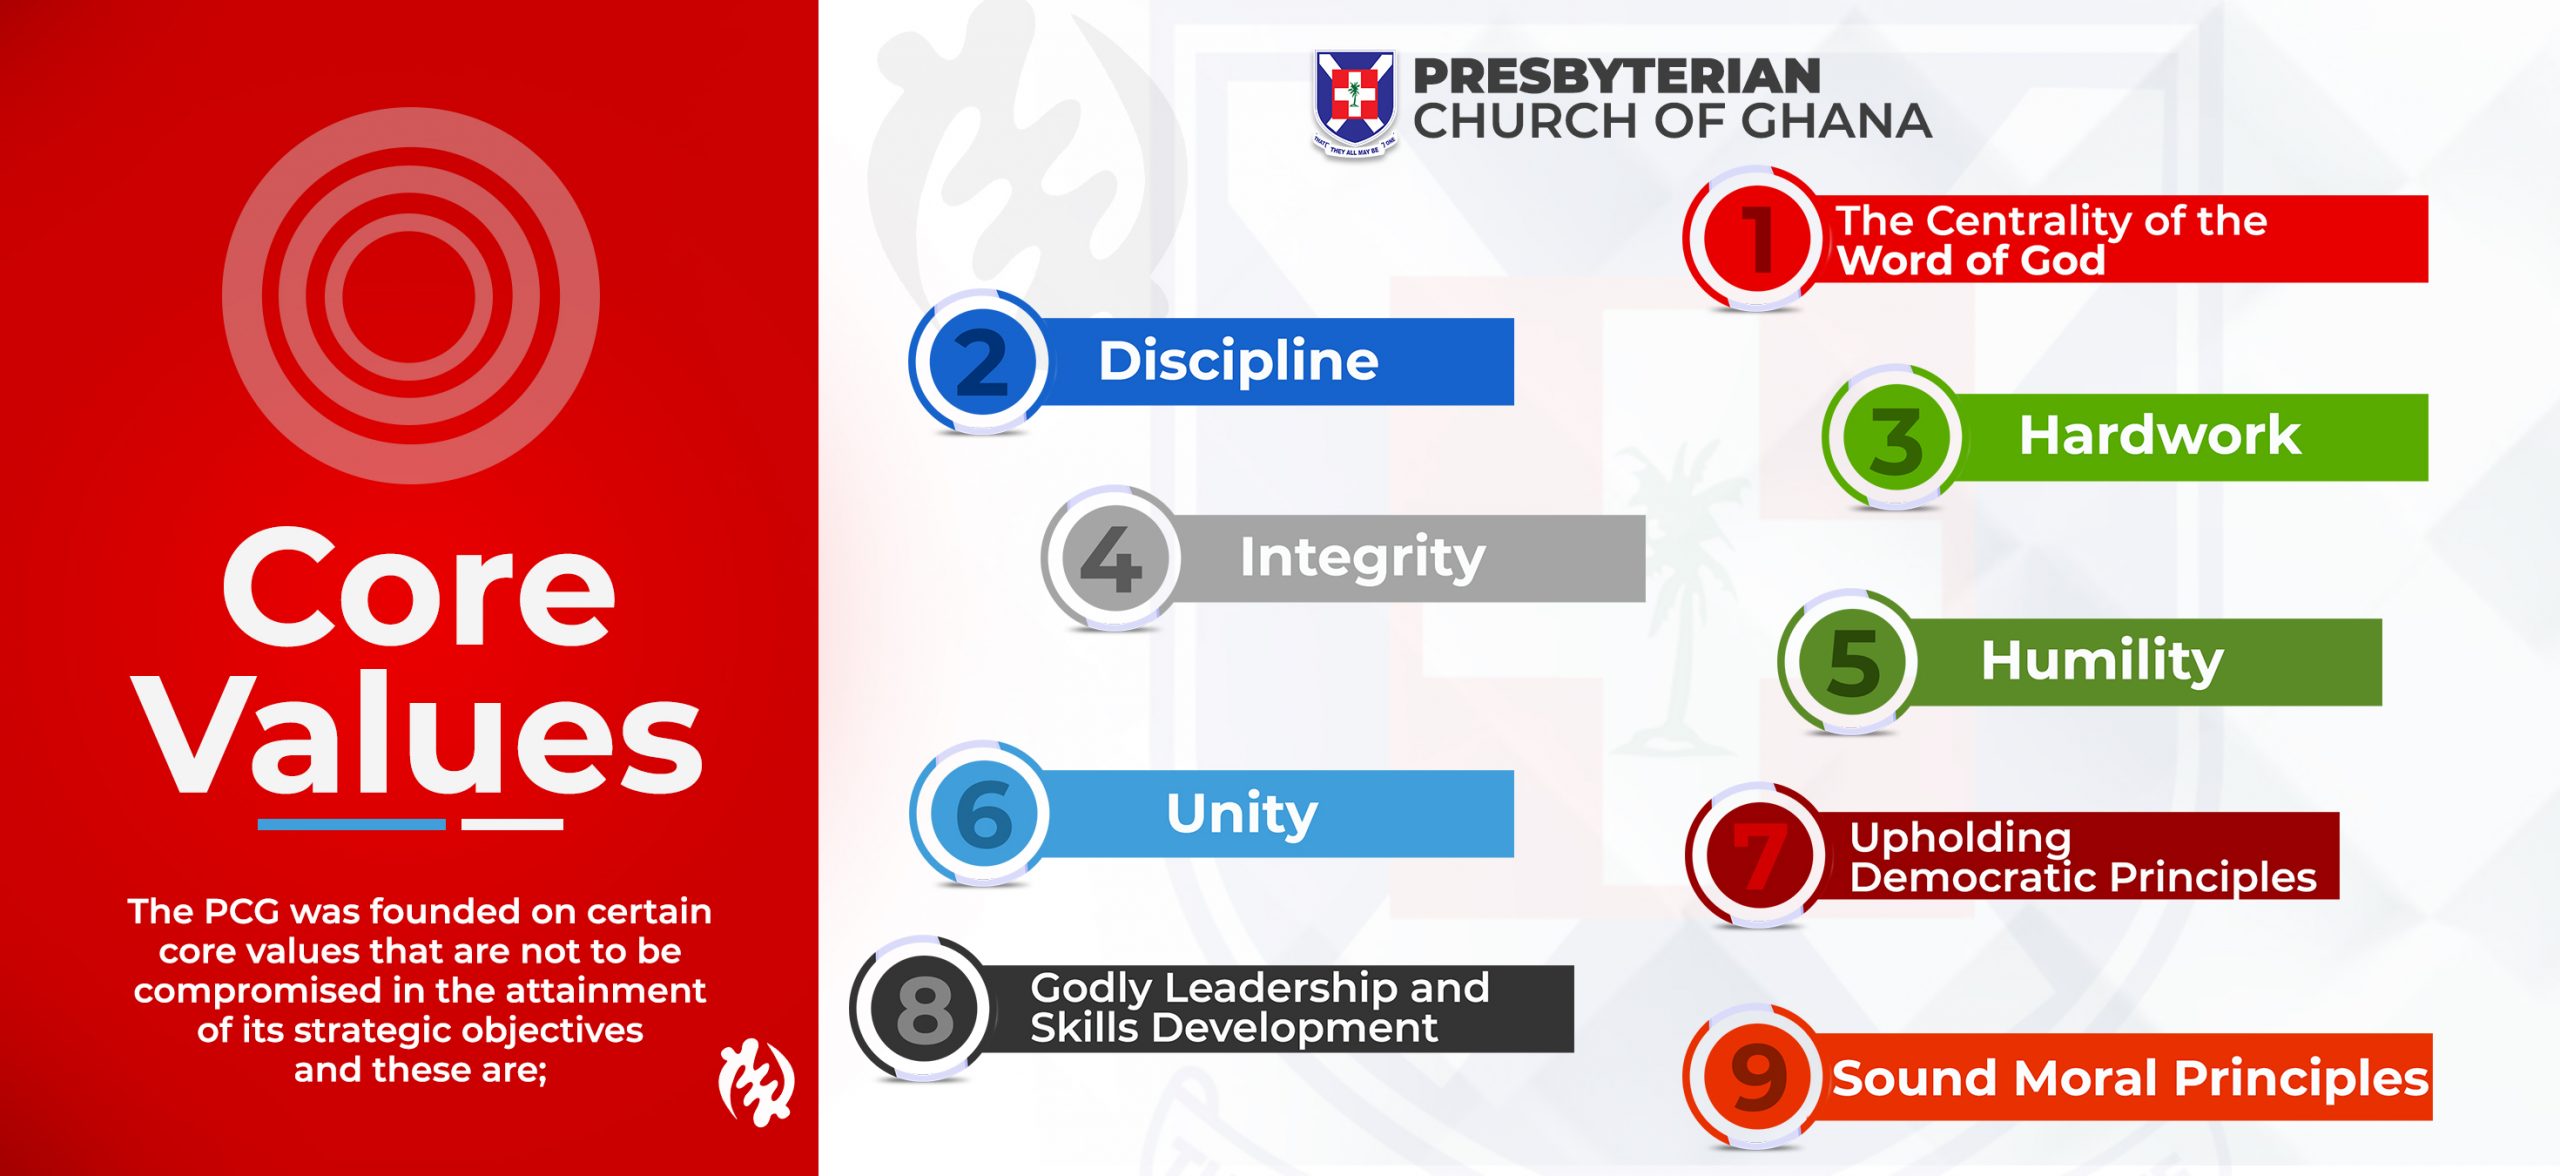 Core
Values
The PCG was founded on certain
core values that are not to be
compromised in the attainment
of its strategic objectives
and these are;
PRESBYTERIAN
CHURCH OF GHANA
THAT THEY ALL MAY BE ONE
1
The Centrality of the
Word of God
2
Discipline
3
Hardwork
4
Integrity
5
Humility
6
Unity
7
Upholding
Democratic Principles
8
Godly Leadership and
Skills Development
9
Sound Moral Principles